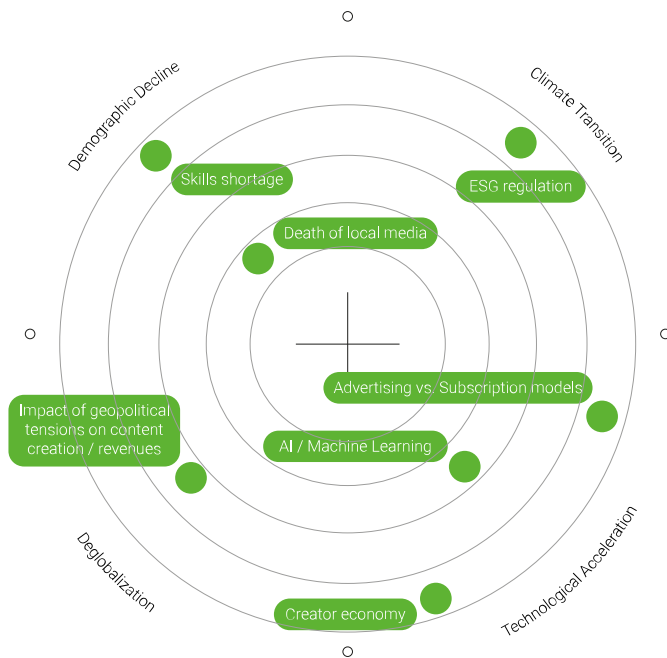 Demographic Decline
Climate Transition
Skills shortage
ESG regulation
Death of local media
Advertising vs. Subscription models
Impact of geopolitical
tensions on content
creation / revenues
AI / Machine Learning
Deglobalization
Technological Acceleration
Creator economy